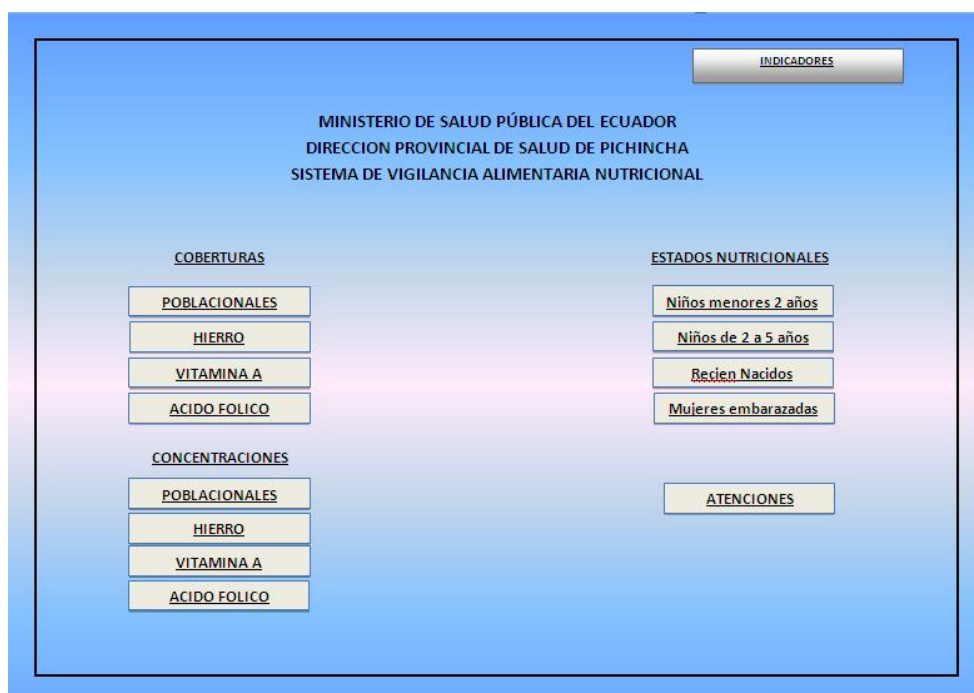 INDICADORES
MINISTERIO DE SALUD PÚBLICA DEL ECUADOR
DIRECCION PROVINCIAL DE SALUD DE PICHINCHA
SISTEMA DE VIGILANCIA ALIMENTARIA NUTRICIONAL
COBERTURAS
POBLACIONALES
HIERRO
VITAMINA A
ACIDO FOLICO
CONCENTRACIONES
POBLACIONALES
HIERRO
VITAMINA A
ACIDO FOLICO
ESTADOS NUTRICIONALES
Niños menores 2 años
Niños de 2 a 5 años
Recien Nacidos
Mujeres embarazadas
ATENCIONES